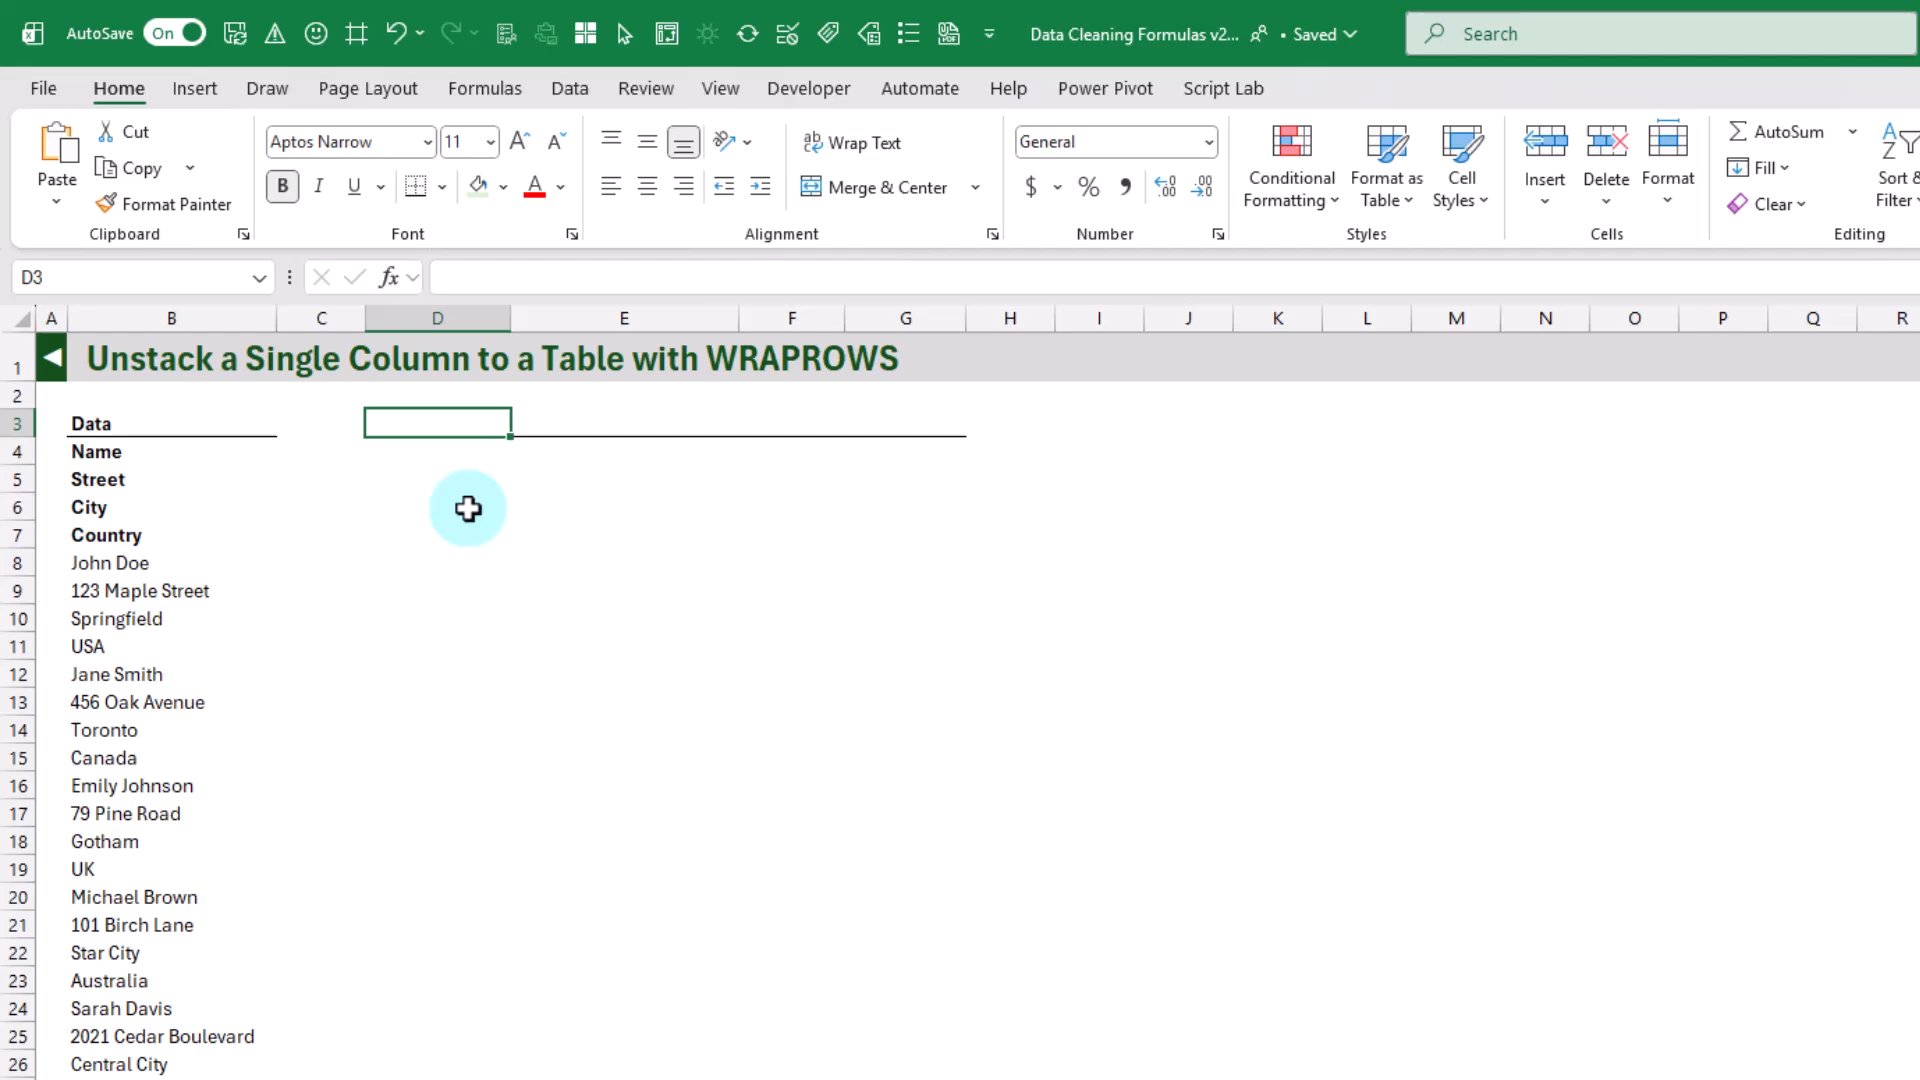 AutoSave On Data Cleaning Formulas v2... • Saved Search
File Home Insert Draw Page Layout Formulas Data Review View Developer Automate Help Power Pivot Script Lab
Paste
Cut
Copy
Format Painter
Clipboard
Aptos Narrow 11
B I U A
Font
Wrap Text
Merge & Center
Alignment
General
$ % 9 .00
Number
Conditional Formatting
Format as Table
Cell Styles
Styles
Insert
Delete
Format
Cells
AutoSum
Fill
Clear
Sort &
Filter
Editing
D3 fx
A B C D E F G H I J K L M N O P Q R
1 Unstack a Single Column to a Table with WRAPROWS
2
3 Data
4 Name
5 Street
6 City
7 Country
8 John Doe
9 123 Maple Street
10 Springfield
11 USA
12 Jane Smith
13 456 Oak Avenue
14 Toronto
15 Canada
16 Emily Johnson
17 79 Pine Road
18 Gotham
19 UK
20 Michael Brown
21 101 Birch Lane
22 Star City
23 Australia
24 Sarah Davis
25 2021 Cedar Boulevard
26 Central City